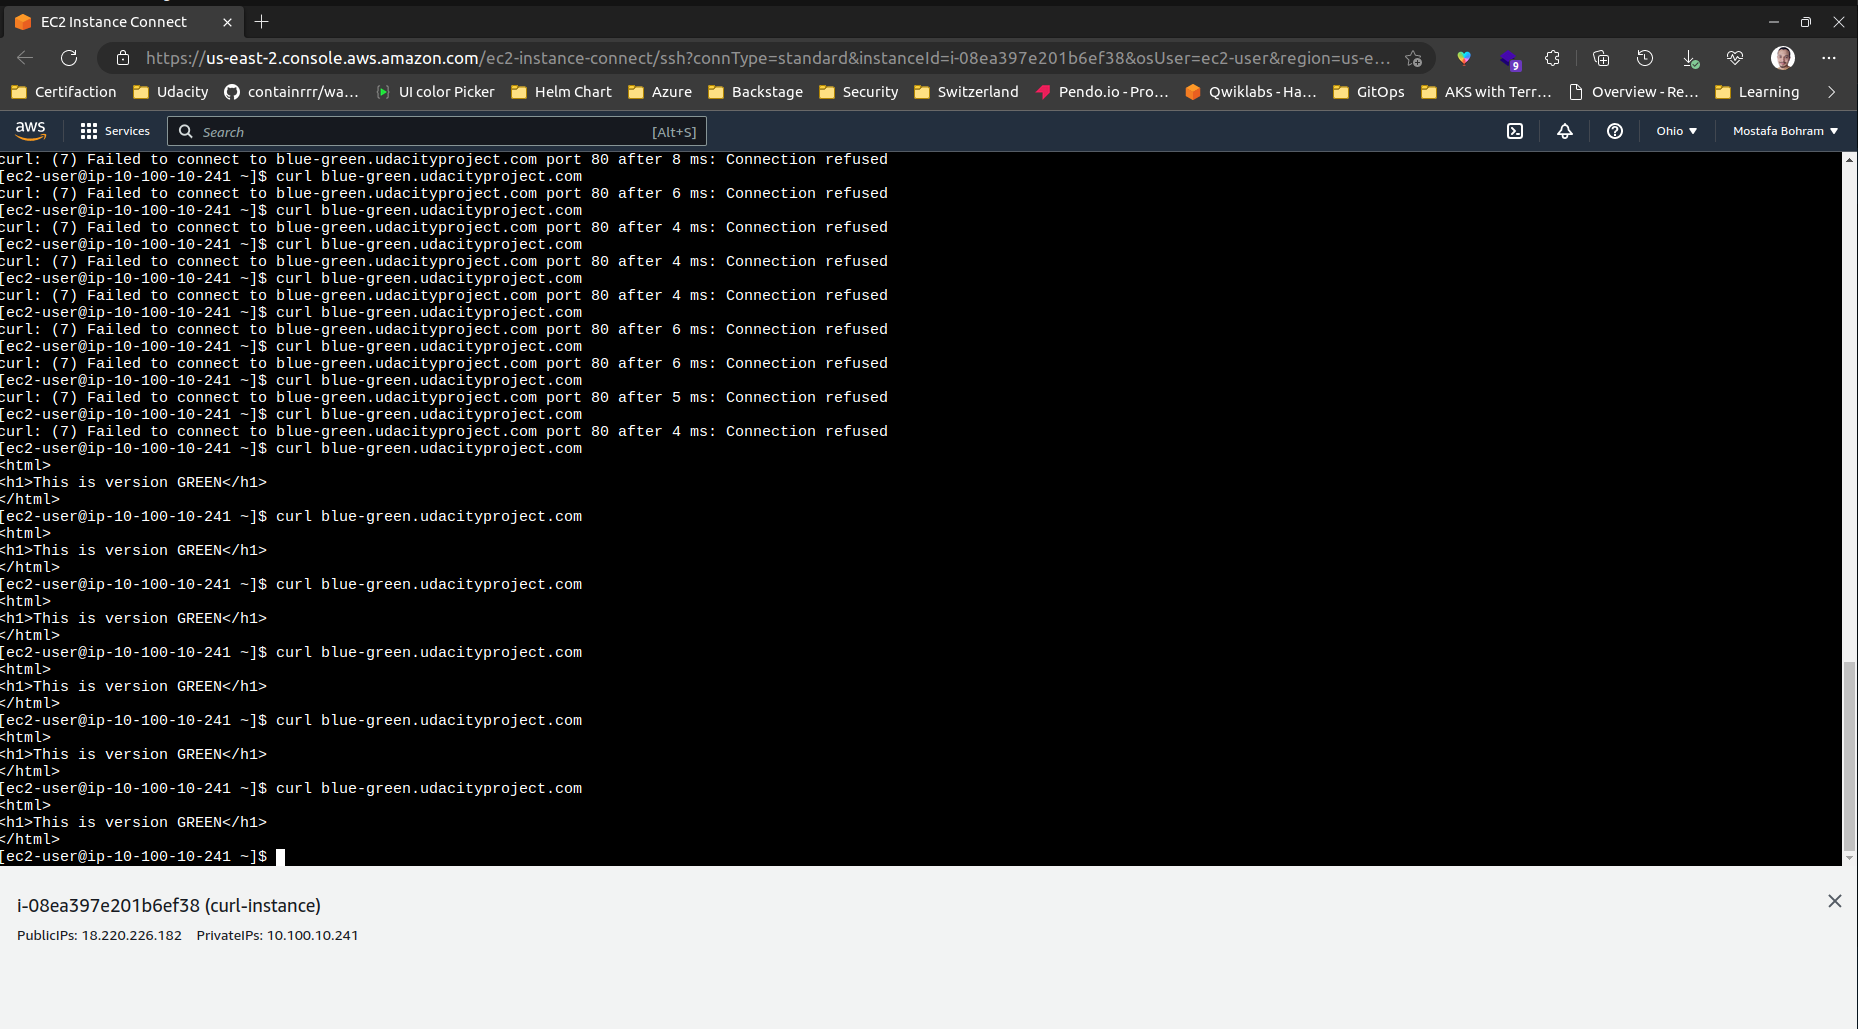 EC2 Instance Connect
https://us-east-2.console.aws.amazon.com/ec2-instance-connect/ssh?connType=standard&instanceId=i-08ea397e201b6ef38&osUser=ec2-user&region=us-e...
9
Certifaction Udacity containrrr/wa... UI color Picker Helm Chart Azure Backstage Security Switzerland Pendo.io - Pro... Qwiklabs - Ha... GitOps AKS with Terr... Overview - Re... Learning
aws Services Search [Alt+S] Ohio Mostafa Bohram
curl: (7) Failed to connect to blue-green.udacityproject.com port 80 after 8 ms: Connection refused
[ec2-user@ip-10-100-10-241 ~]$ curl blue-green.udacityproject.com
curl: (7) Failed to connect to blue-green.udacityproject.com port 80 after 6 ms: Connection refused
[ec2-user@ip-10-100-10-241 ~]$ curl blue-green.udacityproject.com
curl: (7) Failed to connect to blue-green.udacityproject.com port 80 after 4 ms: Connection refused
[ec2-user@ip-10-100-10-241 ~]$ curl blue-green.udacityproject.com
curl: (7) Failed to connect to blue-green.udacityproject.com port 80 after 4 ms: Connection refused
[ec2-user@ip-10-100-10-241 ~]$ curl blue-green.udacityproject.com
curl: (7) Failed to connect to blue-green.udacityproject.com port 80 after 4 ms: Connection refused
[ec2-user@ip-10-100-10-241 ~]$ curl blue-green.udacityproject.com
curl: (7) Failed to connect to blue-green.udacityproject.com port 80 after 6 ms: Connection refused
[ec2-user@ip-10-100-10-241 ~]$ curl blue-green.udacityproject.com
curl: (7) Failed to connect to blue-green.udacityproject.com port 80 after 6 ms: Connection refused
[ec2-user@ip-10-100-10-241 ~]$ curl blue-green.udacityproject.com
curl: (7) Failed to connect to blue-green.udacityproject.com port 80 after 5 ms: Connection refused
[ec2-user@ip-10-100-10-241 ~]$ curl blue-green.udacityproject.com
curl: (7) Failed to connect to blue-green.udacityproject.com port 80 after 4 ms: Connection refused
[ec2-user@ip-10-100-10-241 ~]$ curl blue-green.udacityproject.com
<html>
<h1>This is version GREEN</h1>
</html>
[ec2-user@ip-10-100-10-241 ~]$ curl blue-green.udacityproject.com
<html>
<h1>This is version GREEN</h1>
</html>
[ec2-user@ip-10-100-10-241 ~]$ curl blue-green.udacityproject.com
<html>
<h1>This is version GREEN</h1>
</html>
[ec2-user@ip-10-100-10-241 ~]$ curl blue-green.udacityproject.com
<html>
<h1>This is version GREEN</h1>
</html>
[ec2-user@ip-10-100-10-241 ~]$ curl blue-green.udacityproject.com
<html>
<h1>This is version GREEN</h1>
</html>
[ec2-user@ip-10-100-10-241 ~]$ curl blue-green.udacityproject.com
<html>
<h1>This is version GREEN</h1>
</html>
[ec2-user@ip-10-100-10-241 ~]$
i-08ea397e201b6ef38 (curl-instance)
PublicIPs: 18.220.226.182 PrivateIPs: 10.100.10.241